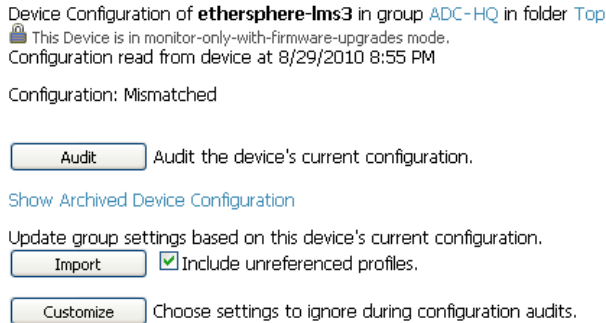 Device Configuration of ethersphere-lms3 in group ADC-HQ in folder Top
This Device is in monitor-only-with-firmware-upgrades mode.
Configuration read from device at 8/29/2010 8:55 PM
Configuration: Mismatched
Audit Audit the device's current configuration.
Show Archived Device Configuration
Update group settings based on this device's current configuration.
Import Include unreferenced profiles.
Customize Choose settings to ignore during configuration audits.